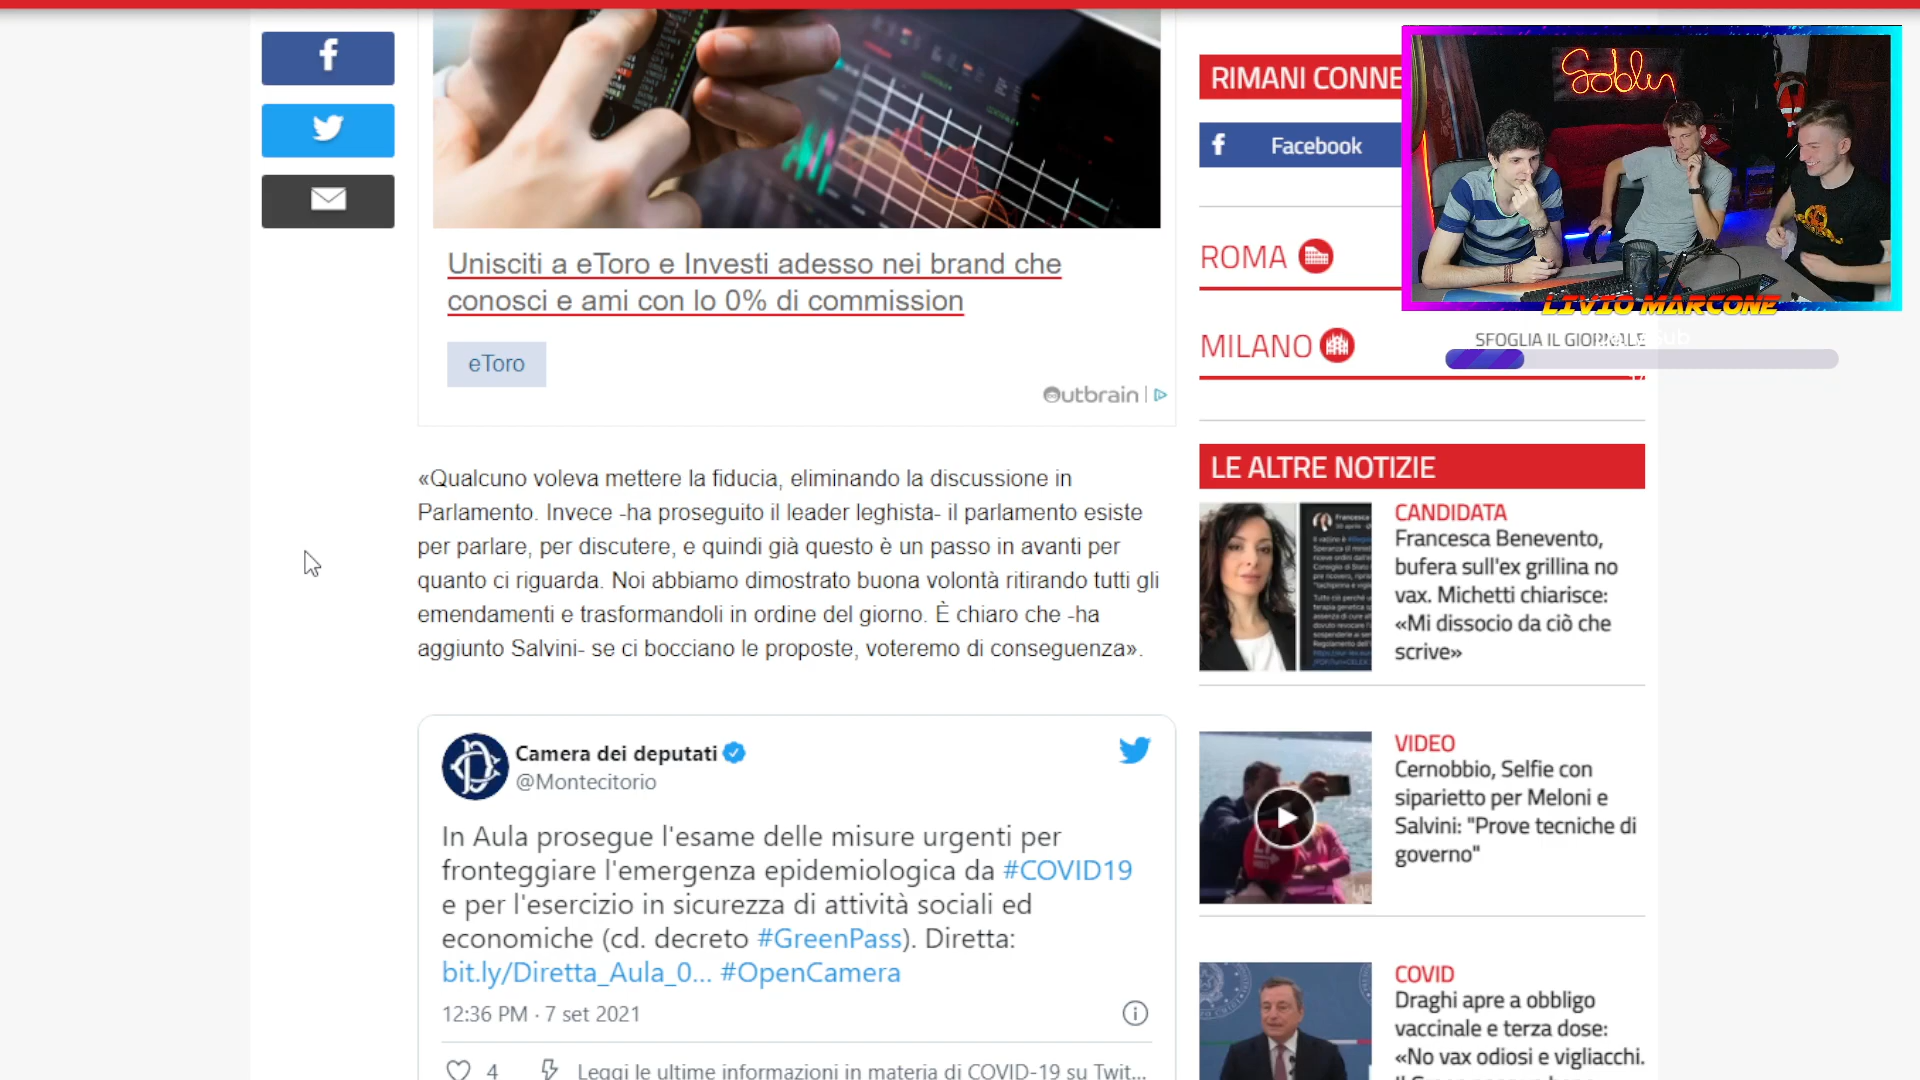 Unisciti a eToro e Investi adesso nei brand che
conosci e ami con lo 0% di commission
eToro
Outbrain
«Qualcuno voleva mettere la fiducia, eliminando la discussione in
Parlamento. Invece -ha proseguito il leader leghista- il parlamento esiste
per parlare, per discutere, e quindi già questo è un passo in avanti per
quanto ci riguarda. Noi abbiamo dimostrato buona volontà ritirando tutti gli
emendamenti e trasformandoli in ordine del giorno. È chiaro che -ha
aggiunto Salvini- se ci bocciano le proposte, voteremo di conseguenza».
Camera dei deputati
@Montecitorio
In Aula prosegue l'esame delle misure urgenti per
fronteggiare l'emergenza epidemiologica da #COVID19
e per l'esercizio in sicurezza di attività sociali ed
economiche (cd. decreto #GreenPass). Diretta:
bit.ly/Diretta_Aula_0... #OpenCamera
12:36 PM · 7 set 2021
4
Leggi le ultime informazioni in materia di COVID-19 su Twit...
RIMANI CONNE
Facebook
ROMA
MILANO
Goblin
LIVIO MARCONE
SFOGLIA IL GIORNALE
LE ALTRE NOTIZIE
CANDIDATA
Francesca Benevento,
bufera sull'ex grillina no
vax. Michetti chiarisce:
«Mi dissocio da ciò che
scrive»
VIDEO
Cernobbio, Selfie con
siparietto per Meloni e
Salvini: "Prove tecniche di
governo"
COVID
Draghi apre a obbligo
vaccinale e terza dose:
«No vax odiosi e vigliacchi.